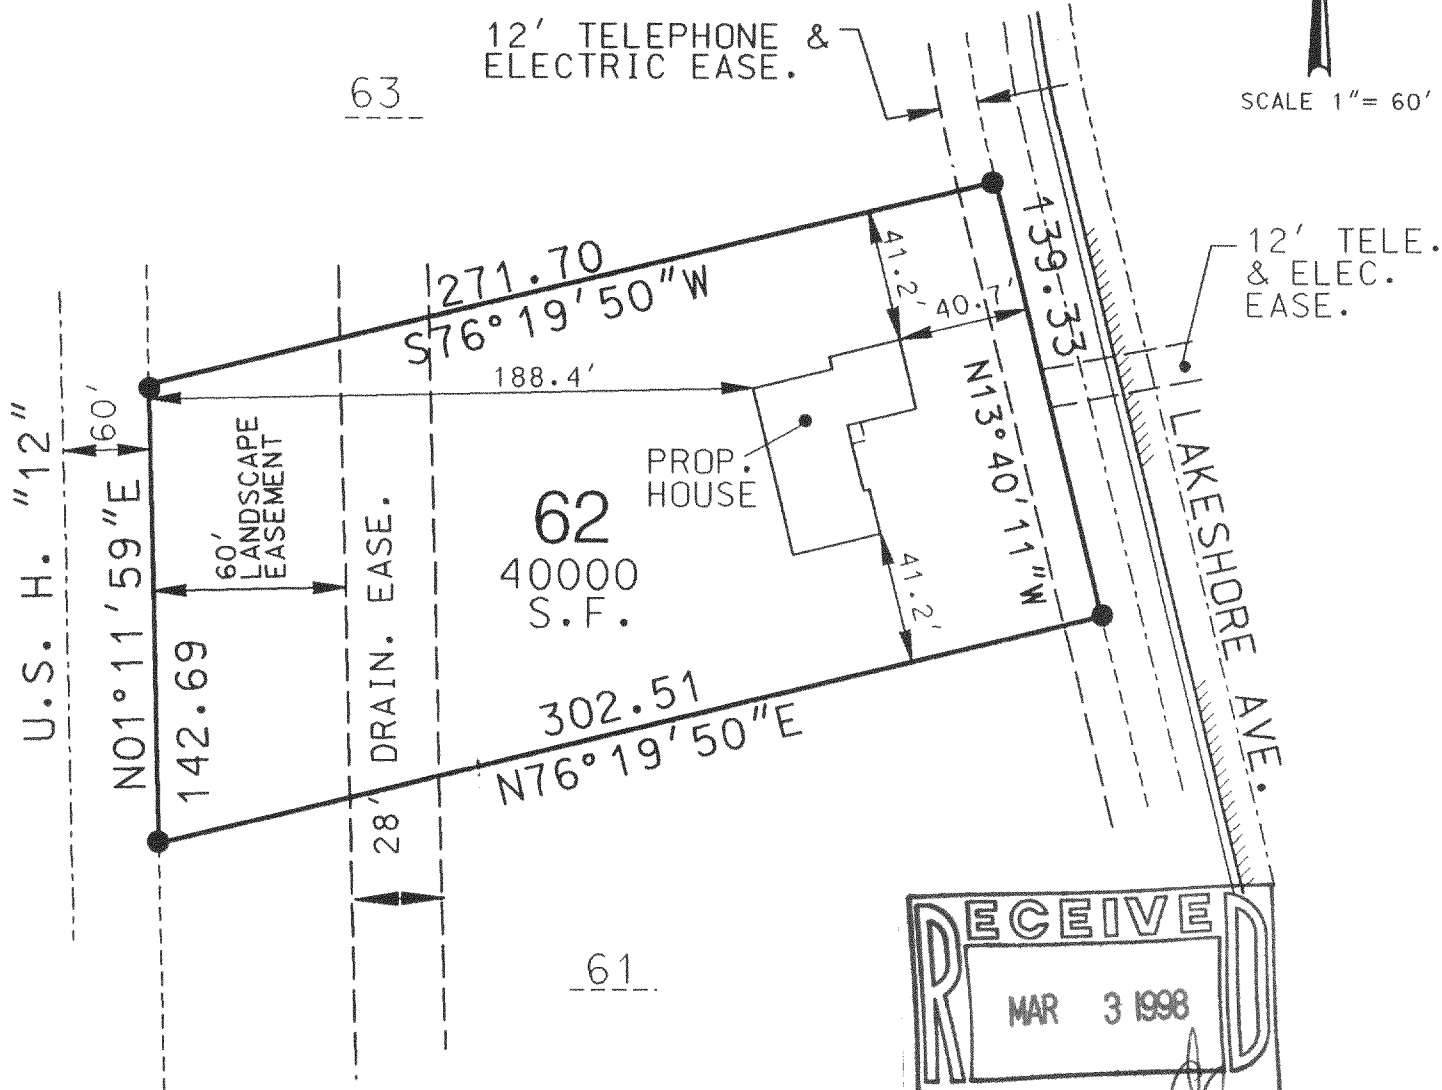 12' TELEPHONE &
ELECTRIC EASE.
SCALE 1"= 60'
63
271.70
S76°19'50"W
41.2'
40.7'
139.33
12' TELE.
& ELEC.
EASE.
188.4'
60'
U.S. H. "12"
N01°11'59"E
142.69
60'
LANDSCAPE
EASEMENT
28' DRAIN. EASE.
PROP.
HOUSE
62
40000
S.F.
N13°40'11"W
LAKESHORE AVE.
41.2'
302.51
N76°19'50"E
61
RECEIVED
MAR 3 1998